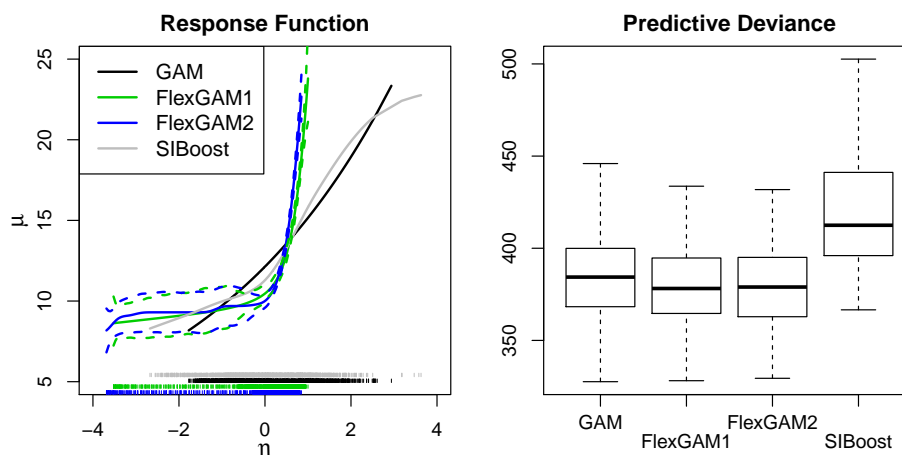 Response Function
25
20
15
10
5
μ
GAM
FlexGAM1
FlexGAM2
SIBoost
−4
−2
0
2
4
η
Predictive Deviance
500
450
400
350
GAM
FlexGAM1
FlexGAM2
SIBoost